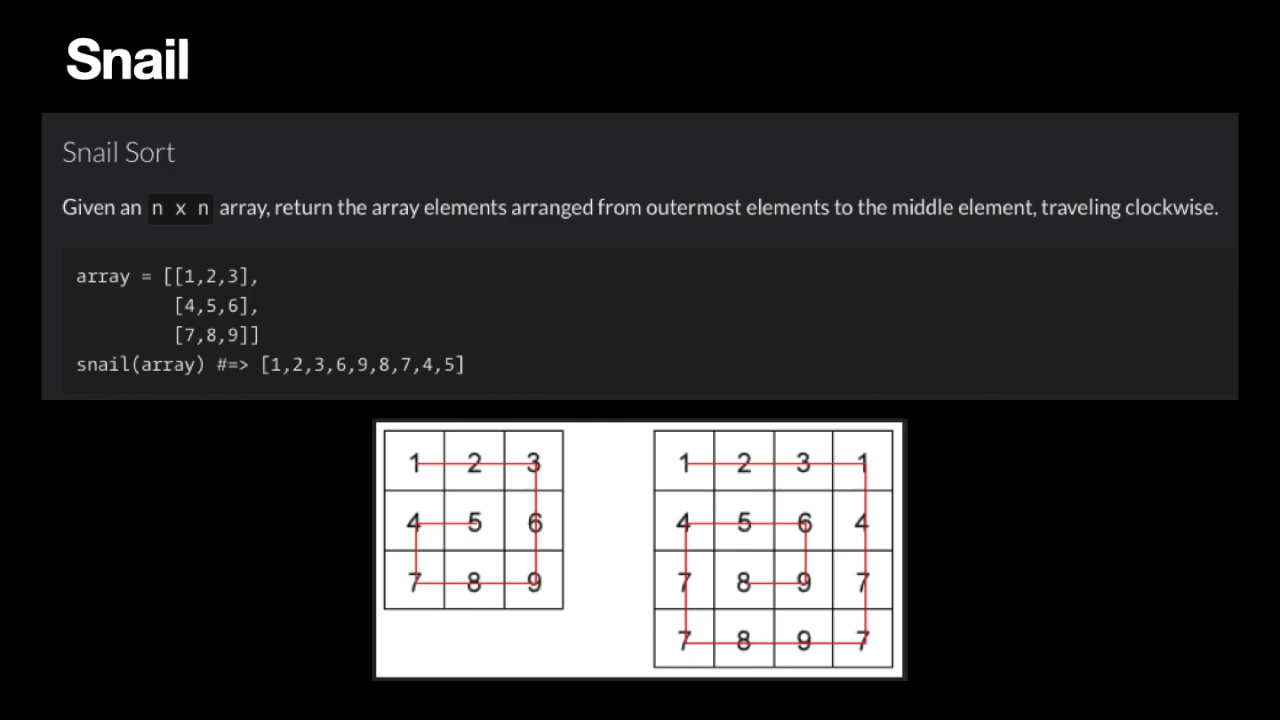 Snail
Snail Sort
Given an n x n array, return the array elements arranged from outermost elements to the middle element, traveling clockwise.
array = [[1,2,3],
[4,5,6],
[7,8,9]]
snail(array) #=> [1,2,3,6,9,8,7,4,5]
1 2 3
4 5 6
7 8 9
1 2 3 1
4 5 6 4
7 8 9 7
7 8 9 7